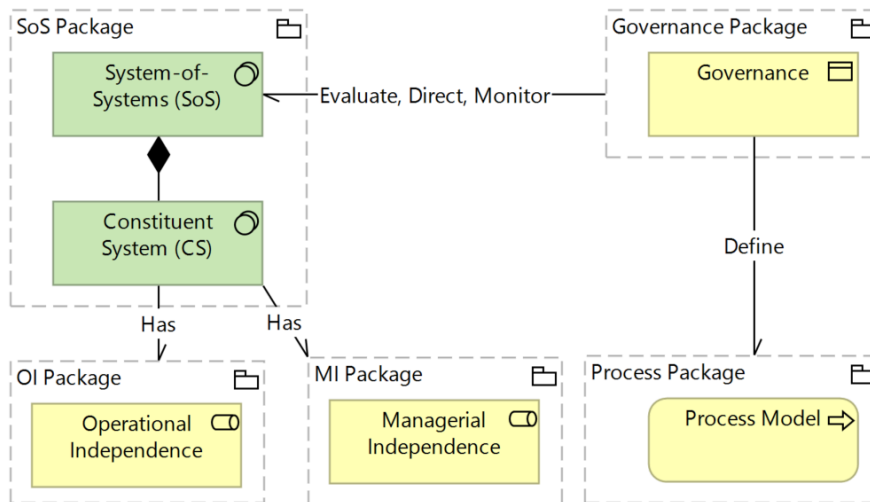 SoS Package
Governance Package
System-of-
Systems (SoS)
Governance
Evaluate, Direct, Monitor
Constituent
System (CS)
Define
Has
Has
OI Package
MI Package
Process Package
Operational
Independence
Managerial
Independence
Process Model